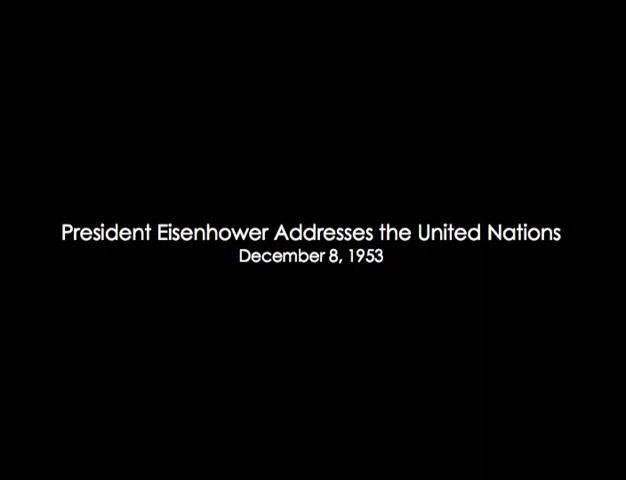 President Eisenhower Addresses the United Nations
December 8, 1953